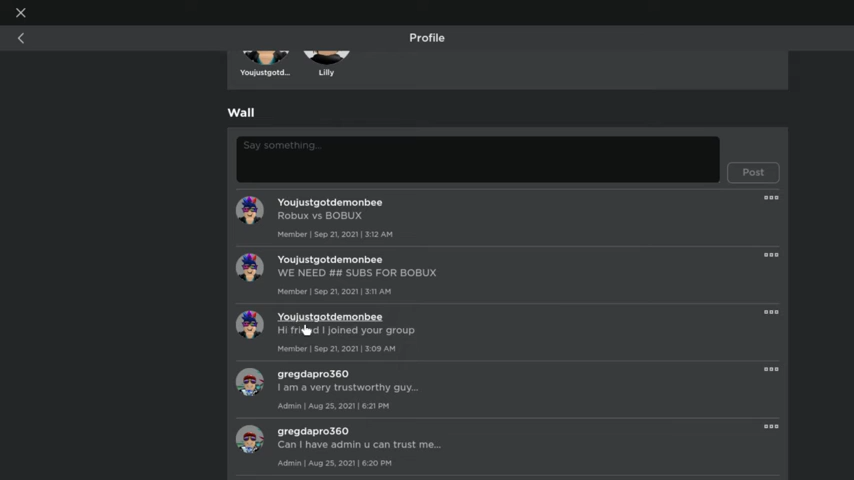 Profile
Youjustgotd... Lilly
Wall
Say something...
Post
Youjustgotdemonbee
Robux vs BOBUX
Member | Sep 21, 2021 | 3:12 AM
Youjustgotdemonbee
WE NEED ## SUBS FOR BOBUX
Member | Sep 21, 2021 | 3:11 AM
Youjustgotdemonbee
Hi friend I joined your group
Member | Sep 21, 2021 | 3:09 AM
gregdapro360
I am a very trustworthy guy...
Admin | Aug 25, 2021 | 6:21 PM
gregdapro360
Can I have admin u can trust me...
Admin | Aug 25, 2021 | 6:20 PM